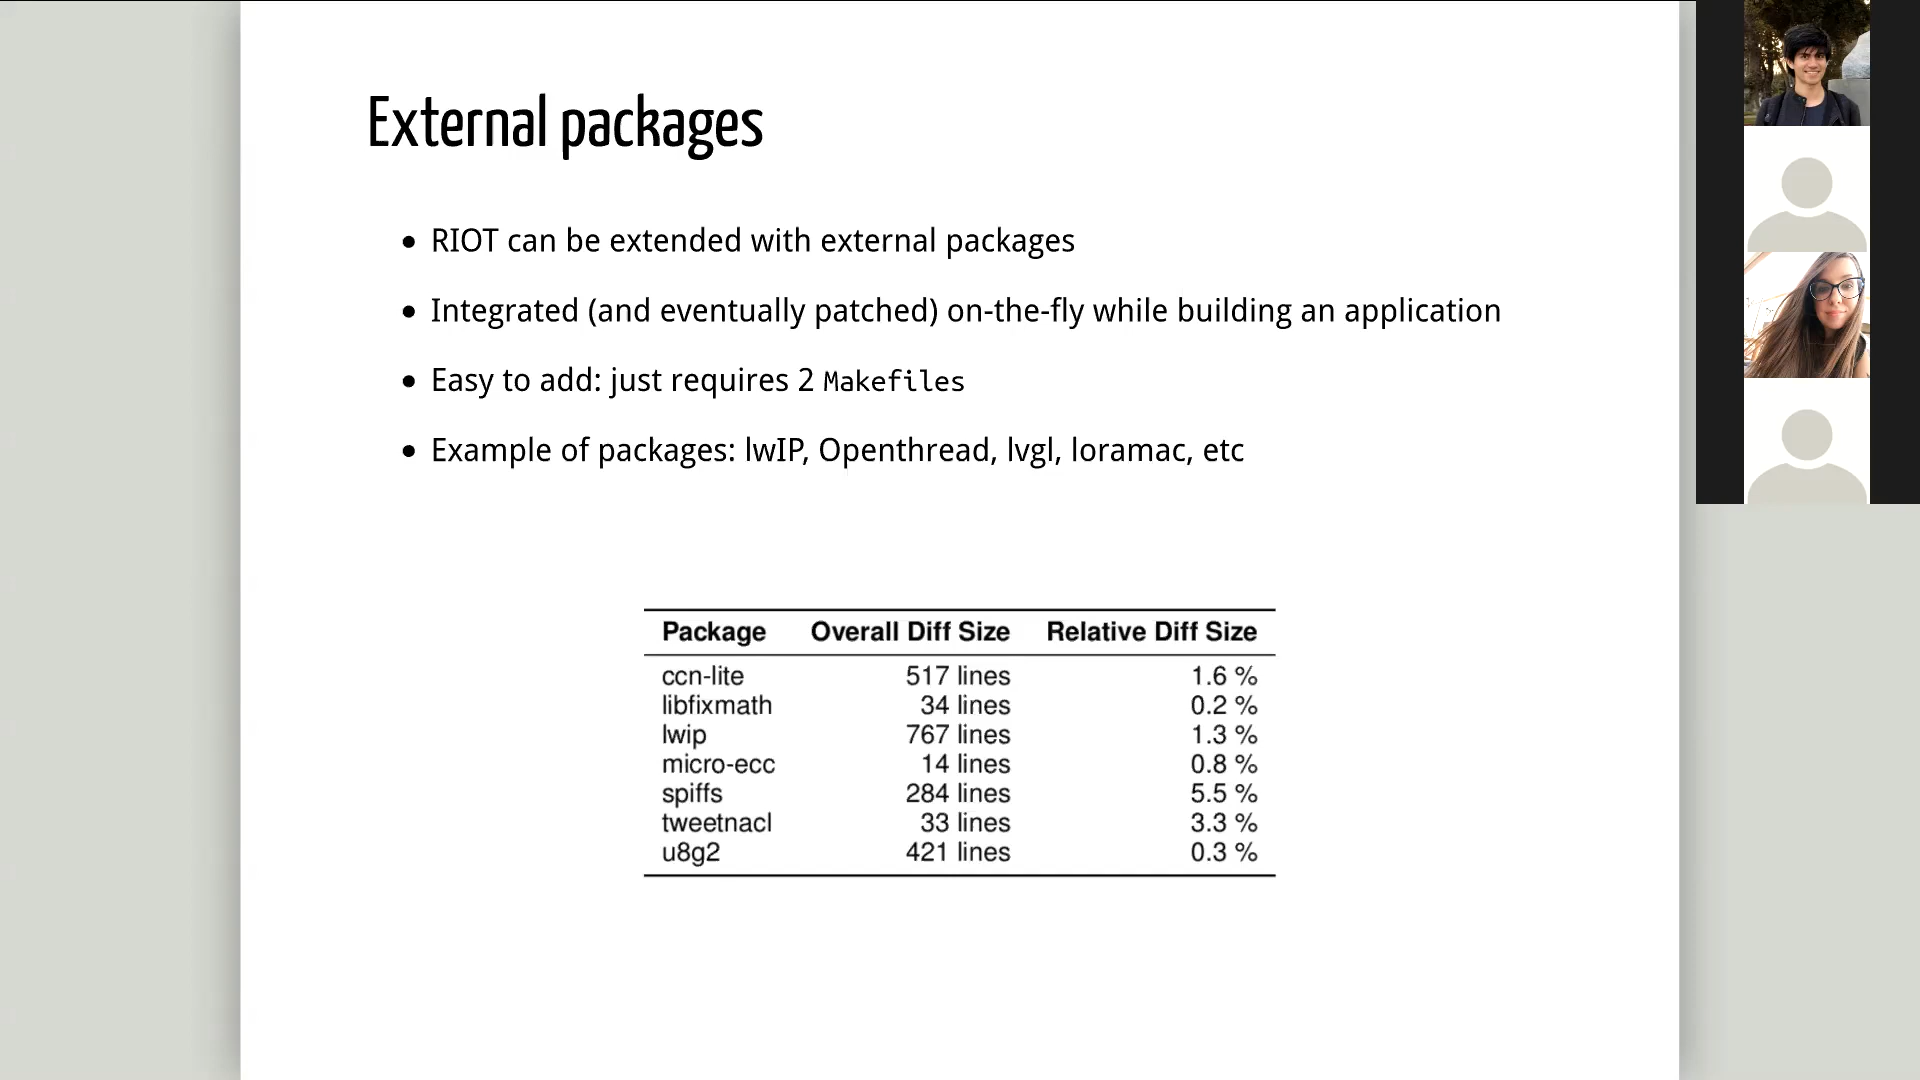 External packages
RIOT can be extended with external packages
Integrated (and eventually patched) on-the-fly while building an application
Easy to add: just requires 2 Makefiles
Example of packages: lwIP, Openthread, lvgl, loramac, etc
Package Overall Diff Size Relative Diff Size
ccn-lite 517 lines 1.6 %
libfixmath 34 lines 0.2 %
lwip 767 lines 1.3 %
micro-ecc 14 lines 0.8 %
spiffs 284 lines 5.5 %
tweetnacl 33 lines 3.3 %
u8g2 421 lines 0.3 %